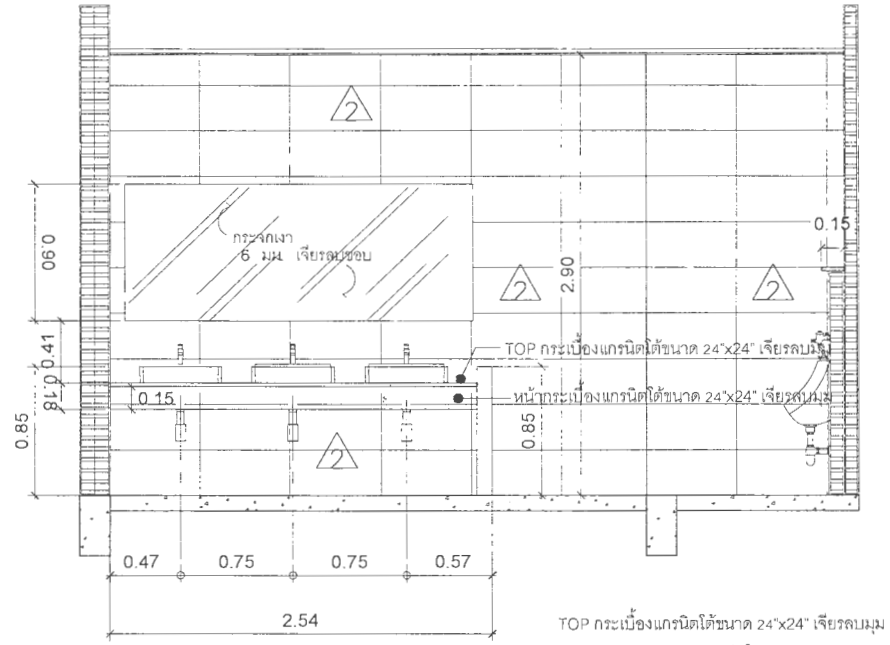 2
กระจกเงา
6 มม. เจียรลบขอบ
0.90
0.15
2.90
2
2
0.41
TOP กระเบื้องแกรนิตโต้ขนาด 24"x24" เจียรลบมุม
0.18
0.15
หน้ากระเบื้องแกรนิตโต้ขนาด 24"x24" เจียรลบมุม
0.85
0.85
2
0.47 0.75 0.75 0.57
2.54
TOP กระเบื้องแกรนิตโต้ขนาด 24"x24" เจียรลบมุม